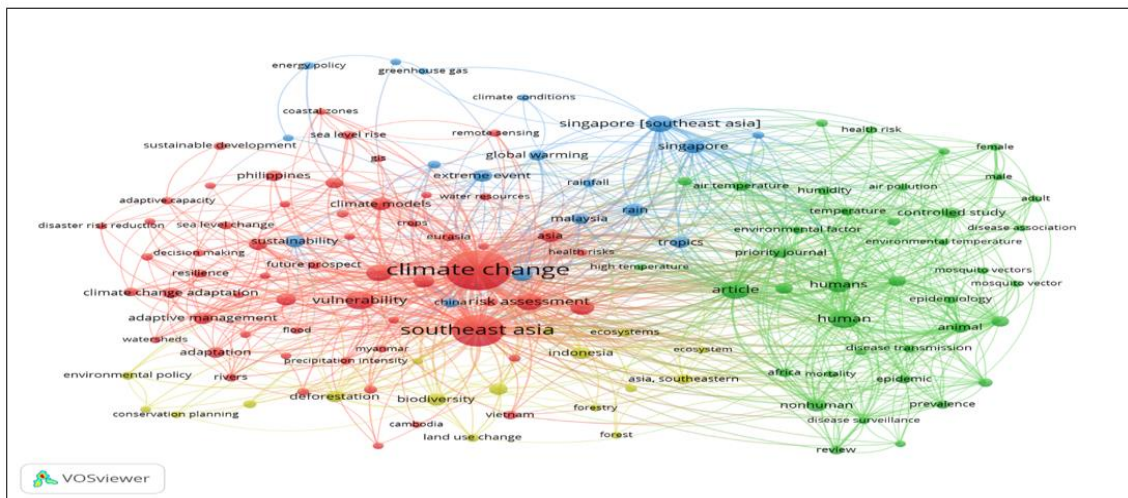 energy policy
greenhouse gas
climate conditions
coastal zones
singapore [southeast asia]
health risk
sea level rise
remote sensing
sustainable development
singapore
female
gis
global warming
philippines
extreme event
rainfall
air temperature
humidity
air pollution
male
adaptive capacity
climate models
water resources
adult
disaster risk reduction
sea level change
crops
malaysia
rain
temperature
controlled study
eurasia
asia
environmental factor
disease association
sustainability
tropics
environmental temperature
decision making
health risks
priority journal
resilience
future prospect
climate change
high temperature
mosquito vectors
humans
mosquito vector
climate change adaptation
vulnerability
china
risk assessment
article
epidemiology
adaptive management
flood
southeast asia
human
animal
watersheds
ecosystems
adaptation
myanmar
indonesia
ecosystem
disease transmission
precipitation intensity
environmental policy
rivers
asia, southeastern
africa
mortality
epidemic
deforestation
biodiversity
conservation planning
vietnam
forestry
nonhuman
prevalence
cambodia
disease surveillance
land use change
forest
review
VOSviewer